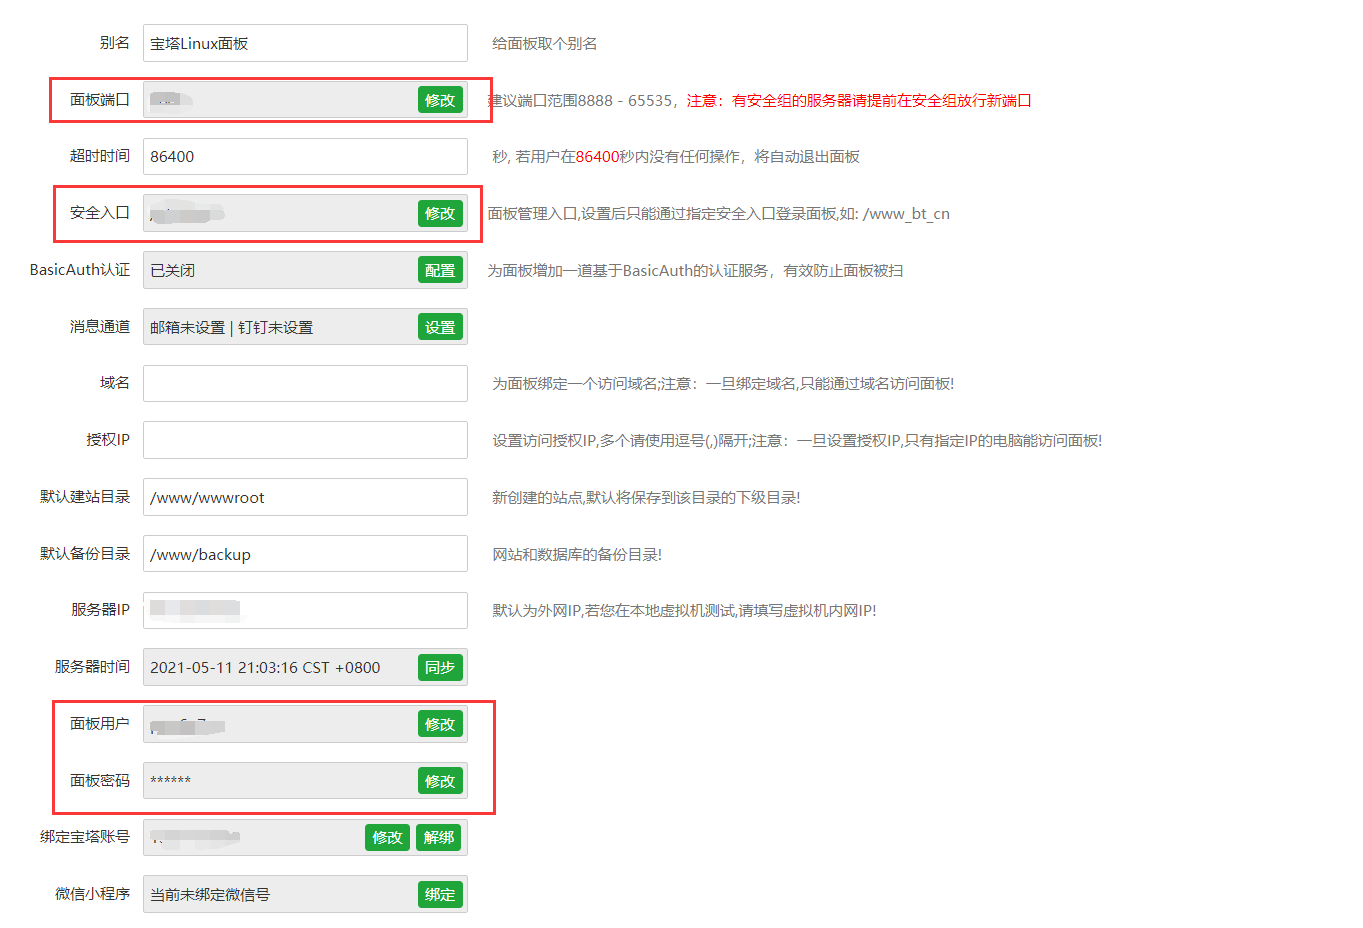 别名 宝塔Linux面板 给面板取个别名
面板端口 修改 建议端口范围8888 - 65535，注意：有安全组的服务器请提前在安全组放行新端口
超时时间 86400 秒, 若用户在86400秒内没有任何操作，将自动退出面板
安全入口 修改 面板管理入口,设置后只能通过指定安全入口登录面板,如: /www_bt_cn
BasicAuth认证 已关闭 配置 为面板增加一道基于BasicAuth的认证服务，有效防止面板被扫
消息通道 邮箱未设置 | 钉钉未设置 设置
域名 为面板绑定一个访问域名;注意：一旦绑定域名,只能通过域名访问面板!
授权IP 设置访问授权IP,多个请使用逗号(,)隔开;注意：一旦设置授权IP,只有指定IP的电脑能访问面板!
默认建站目录 /www/wwwroot 新创建的站点,默认将保存到该目录的下级目录!
默认备份目录 /www/backup 网站和数据库的备份目录!
服务器IP 默认为外网IP,若您在本地虚拟机测试,请填写虚拟机内网IP!
服务器时间 2021-05-11 21:03:16 CST +0800 同步
面板用户 修改
面板密码 ****** 修改
绑定宝塔账号 修改 解绑
微信小程序 当前未绑定微信号 绑定